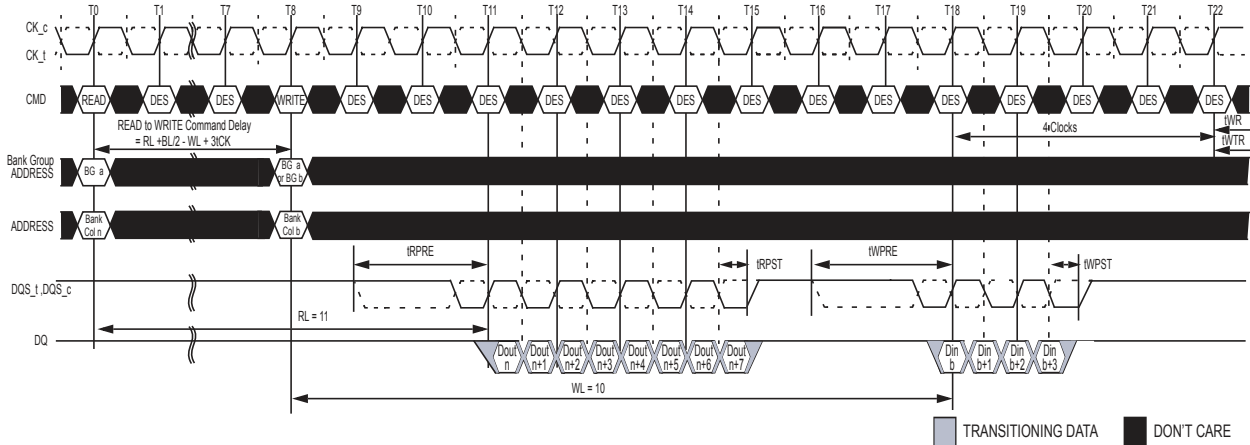 T0 T1 T7 T8 T9 T10 T11 T12 T13 T14 T15 T16 T17 T18 T19 T20 T21 T22
CK_c
CK_t
CMD READ DES DES WRITE DES DES DES DES DES DES DES DES DES DES DES DES DES DES
READ to WRITE Command Delay
= RL +BL/2 - WL + 3tCK
4 Clocks
tWR
tWTR
Bank Group
ADDRESS
BG a
BG a
or BG b
ADDRESS
Bank
Col n
Bank
Col b
tRPRE tRPST tWPRE tWPST
DQS_t ,DQS_c
RL = 11
DQ
Dout
n
Dout
n+1
Dout
n+2
Dout
n+3
Dout
n+4
Dout
n+5
Dout
n+6
Dout
n+7
Din
b
Din
b+1
Din
b+2
Din
b+3
WL = 10
TRANSITIONING DATA DON'T CARE